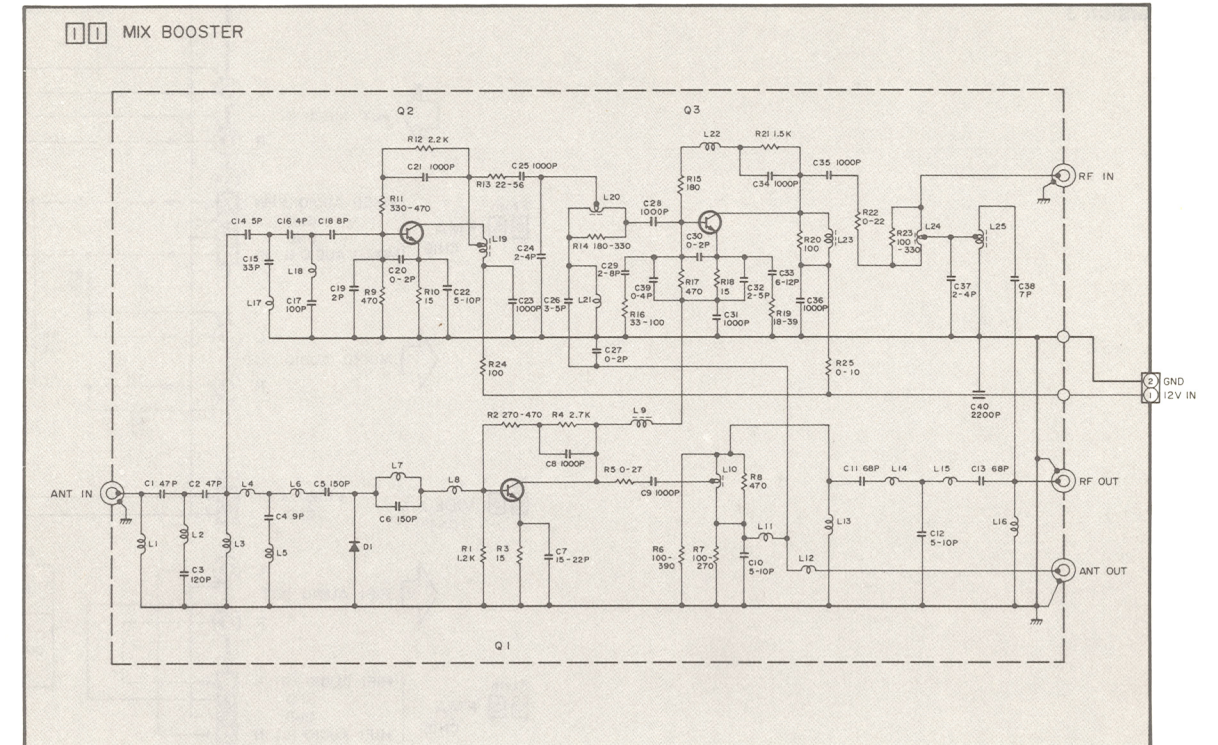 11 MIX BOOSTER
Q2
Q3
R12 2.2K
L22
R21 1.5K
C21 1000P
C25 1000P
C35 1000P
R13 22-56
R15
180
C34 1000P
RF IN
R11
330-470
L20
C28
1000P
R22
0-22
C14 5P
C16 4P
C18 8P
R14 180-330
C30
0-2P
L19
R20
100
L23
R23
100
-330
L24
L25
C15
33P
L18
C20
0-2P
C24
2-4P
C29
2-8P
C33
6-12P
C19
2P
R9
470
R10
15
C22
5-10P
C39
0-4P
R17
470
R18
15
C32
2-5P
C37
2-4P
C38
7P
L17
C17
100P
C23
1000P
C26
3-5P
L21
R16
33-100
C31
1000P
R19
18-39
C36
1000P
C27
0-2P
R24
100
R25
0-10
2 GND
1 12V IN
C40
2200P
R2 270-470
R4 2.7K
L9
C8 1000P
L7
R5 0-27
L10
R8
470
C11 68P
L14
L15
C13 68P
C1 47P
C2 47P
L4
L6
C5 150P
L8
C9 1000P
RF OUT
ANT IN
C6 150P
C4 9P
L1
L2
L3
L5
D1
R1
1.2K
R3
15
C7
15-22P
R6
100-
390
R7
100-
270
C10
5-10P
L11
L13
C12
5-10P
L16
C3
120P
L12
ANT OUT
Q1